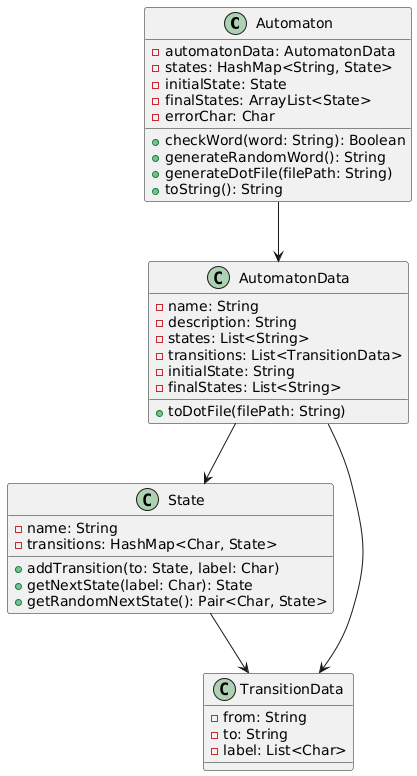 C Automaton
automatonData: AutomatonData
states: HashMap<String, State>
initialState: State
finalStates: ArrayList<State>
errorChar: Char
checkWord(word: String): Boolean
generateRandomWord(): String
generateDotFile(filePath: String)
toString(): String
C AutomatonData
name: String
description: String
states: List<String>
transitions: List<TransitionData>
initialState: String
finalStates: List<String>
toDotFile(filePath: String)
C State
name: String
transitions: HashMap<Char, State>
addTransition(to: State, label: Char)
getNextState(label: Char): State
getRandomNextState(): Pair<Char, State>
C TransitionData
from: String
to: String
label: List<Char>